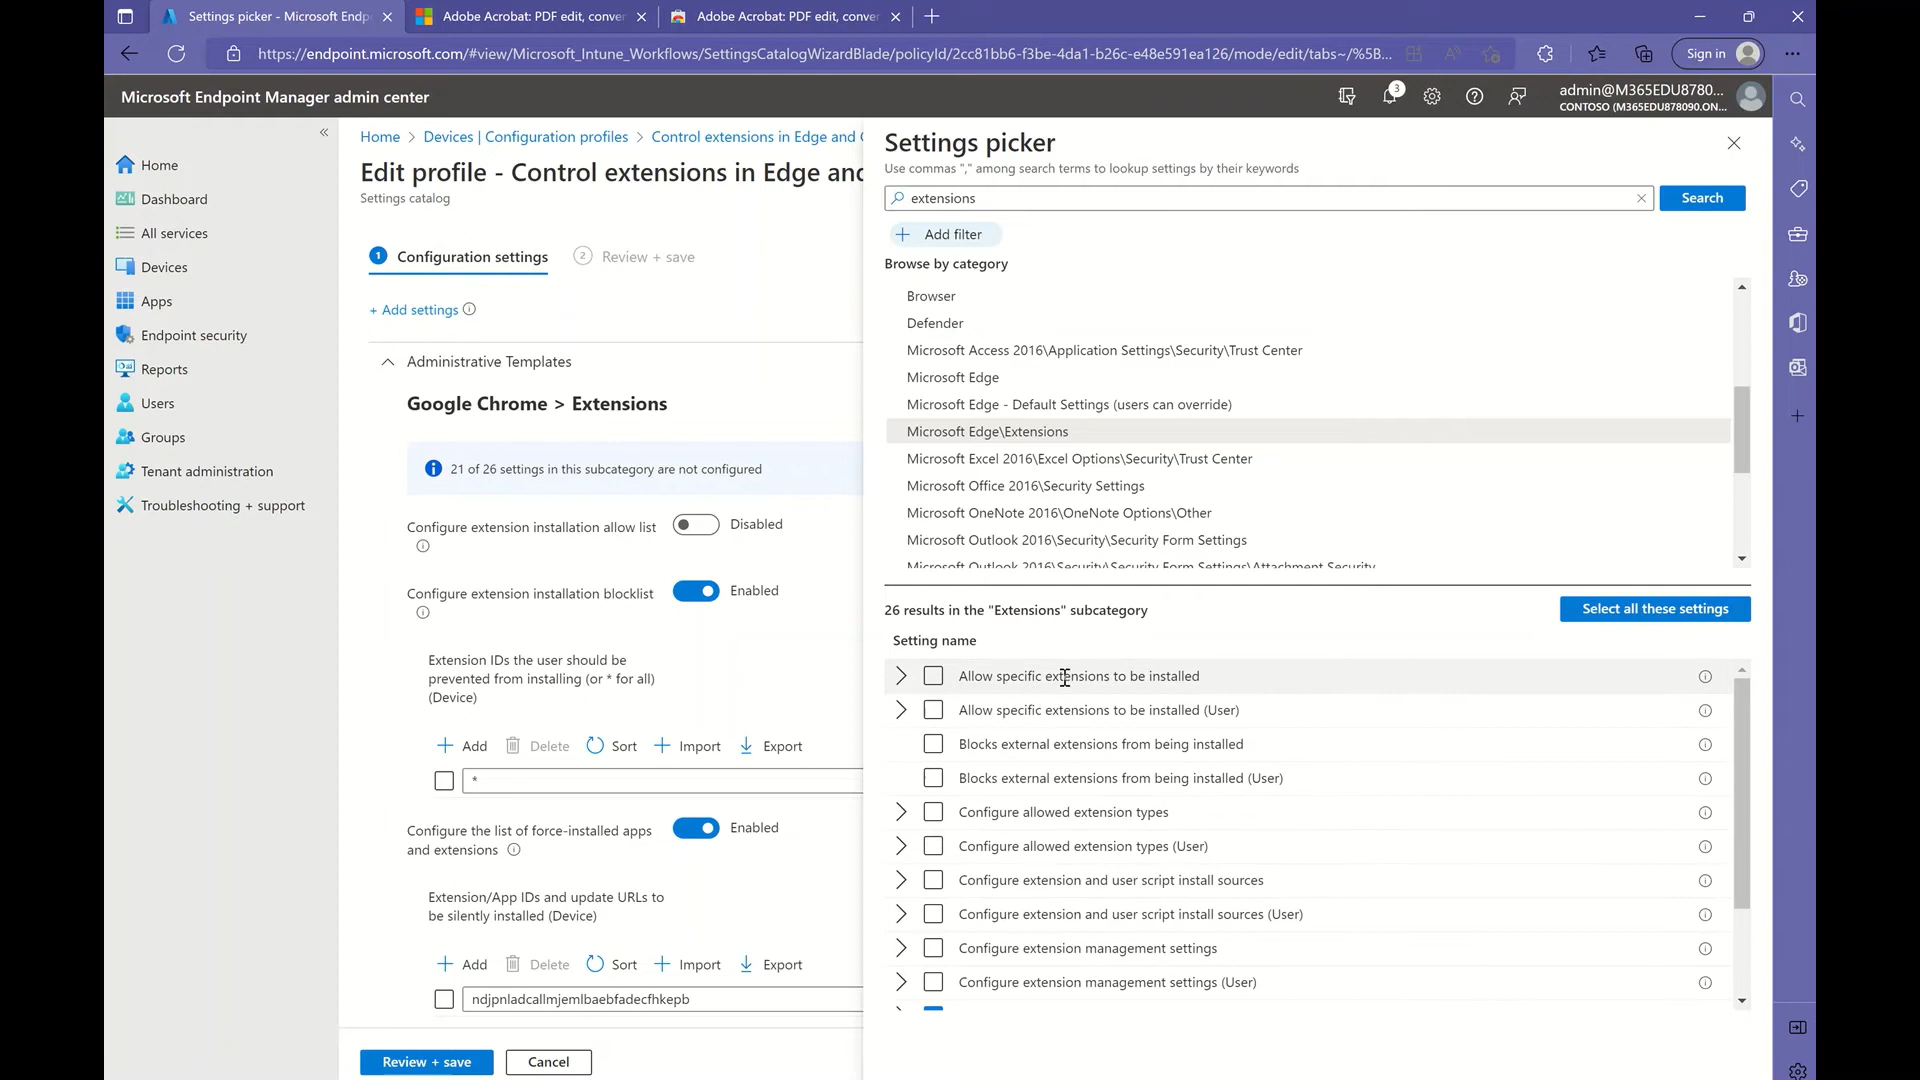 Settings picker - Microsoft Endp
Adobe Acrobat: PDF edit, conver
Adobe Acrobat: PDF edit, conver
https://endpoint.microsoft.com/#view/Microsoft_Intune_Workflows/SettingsCatalogWizardBlade/policyId/2cc81bb6-f3be-4da1-b26c-e48e591ea126/mode/edit/tabs~/%5B...
Sign in
Microsoft Endpoint Manager admin center
3
admin@M365EDU8780...
CONTOSO (M365EDU878090.ON...
Home
Dashboard
All services
Devices
Apps
Endpoint security
Reports
Users
Groups
Tenant administration
Troubleshooting + support
Home > Devices | Configuration profiles > Control extensions in Edge and C
Edit profile - Control extensions in Edge and
Settings catalog
1 Configuration settings
2 Review + save
+ Add settings
Administrative Templates
Google Chrome > Extensions
21 of 26 settings in this subcategory are not configured
Configure extension installation allow list
Disabled
Configure extension installation blocklist
Enabled
Extension IDs the user should be
prevented from installing (or * for all)
(Device)
Add Delete Sort Import Export
*
Configure the list of force-installed apps
and extensions
Enabled
Extension/App IDs and update URLs to
be silently installed (Device)
Add Delete Sort Import Export
ndjpnladcallmjemlbaebfadecfhkepb
Review + save
Cancel
Settings picker
Use commas "," among search terms to lookup settings by their keywords
extensions
Search
Add filter
Browse by category
Browser
Defender
Microsoft Access 2016\Application Settings\Security\Trust Center
Microsoft Edge
Microsoft Edge - Default Settings (users can override)
Microsoft Edge\Extensions
Microsoft Excel 2016\Excel Options\Security\Trust Center
Microsoft Office 2016\Security Settings
Microsoft OneNote 2016\OneNote Options\Other
Microsoft Outlook 2016\Security\Security Form Settings
Microsoft Outlook 2016\Security\Security Form Settings\Attachment Security
26 results in the "Extensions" subcategory
Select all these settings
Setting name
Allow specific extensions to be installed
Allow specific extensions to be installed (User)
Blocks external extensions from being installed
Blocks external extensions from being installed (User)
Configure allowed extension types
Configure allowed extension types (User)
Configure extension and user script install sources
Configure extension and user script install sources (User)
Configure extension management settings
Configure extension management settings (User)